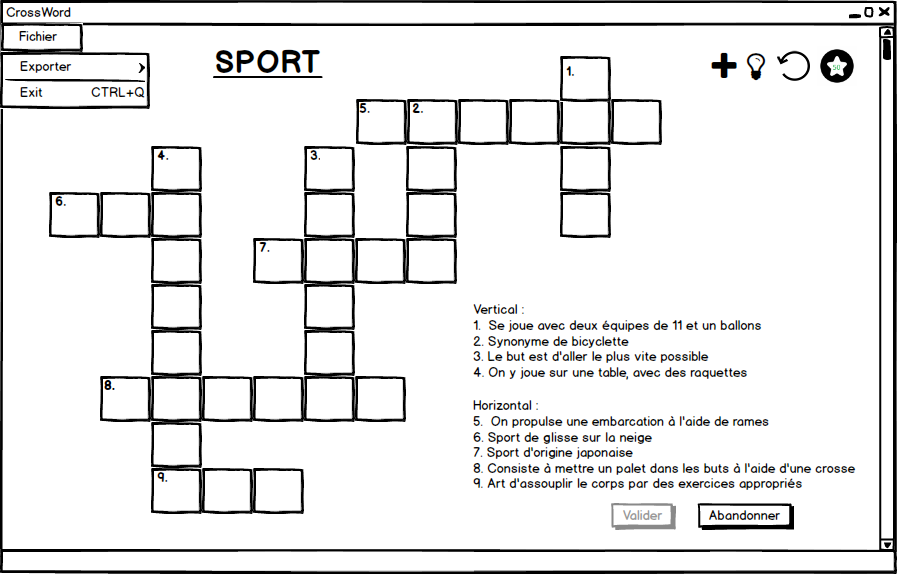 CrossWord
Fichier
Exporter
Exit CTRL+Q
SPORT
50
1.
5. 2.
4. 3.
6.
7.
8.
9.
Vertical :
1. Se joue avec deux équipes de 11 et un ballons
2. Synonyme de bicyclette
3. Le but est d'aller le plus vite possible
4. On y joue sur une table, avec des raquettes
Horizontal :
5. On propulse une embarcation à l'aide de rames
6. Sport de glisse sur la neige
7. Sport d'origine japonaise
8. Consiste à mettre un palet dans les buts à l'aide d'une crosse
9. Art d'assouplir le corps par des exercices appropriés
Valider Abandonner